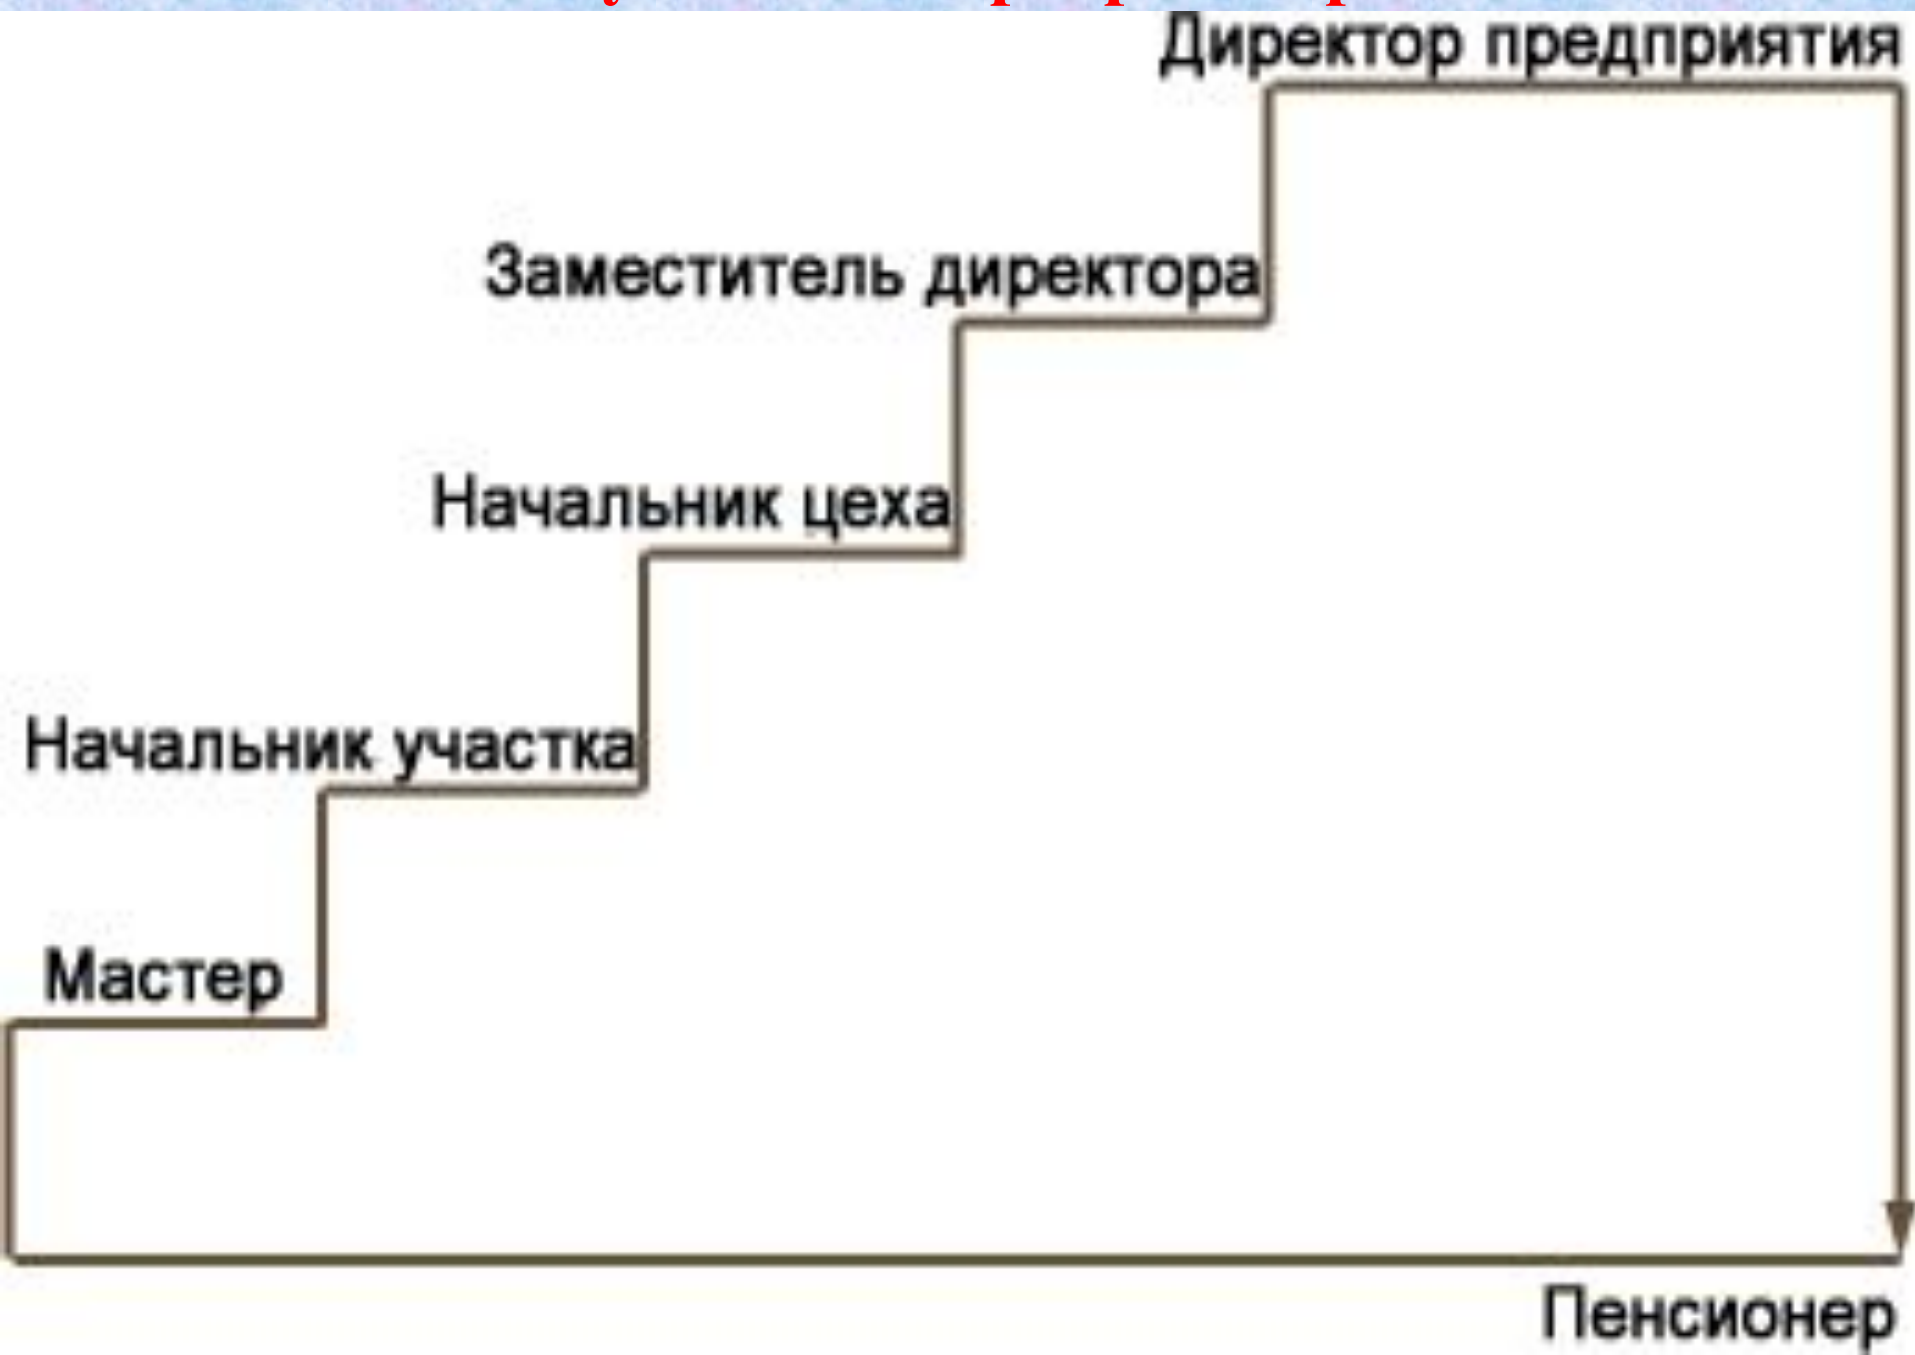 Директор предприятия
Заместитель директора
Начальник цеха
Начальник участка
Мастер
Пенсионер